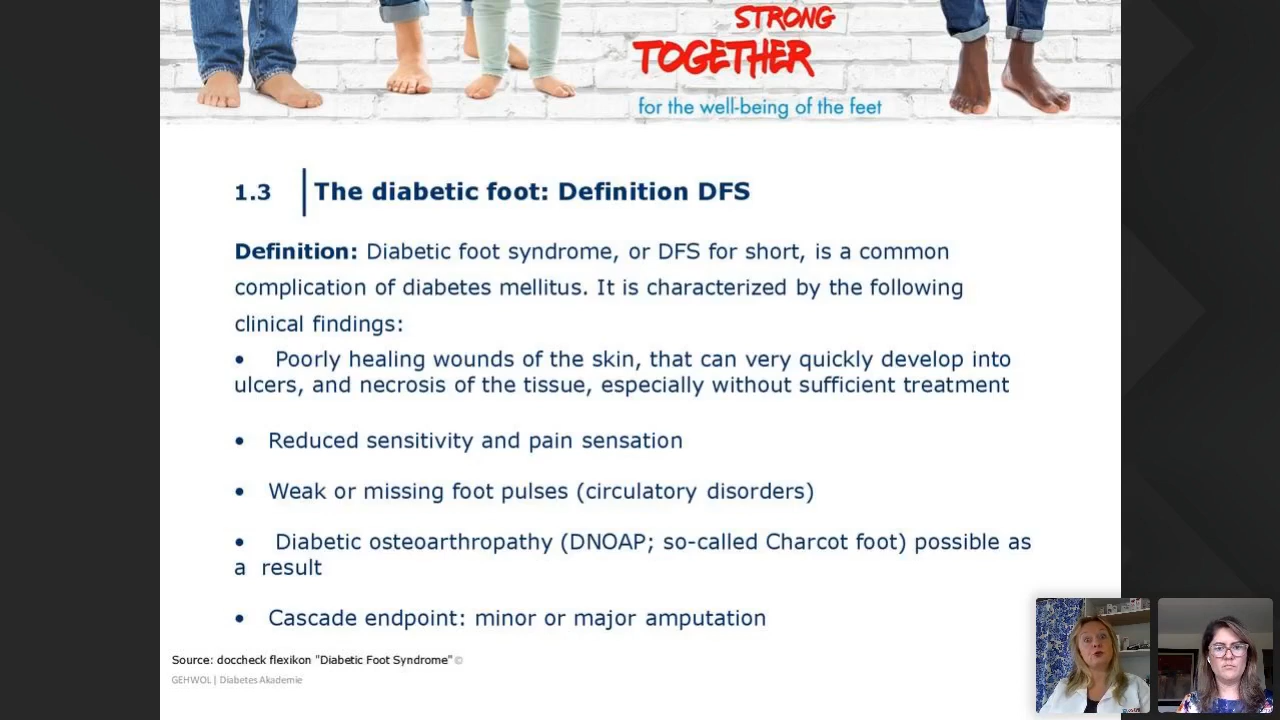 STRONG
TOGETHER
for the well-being of the feet
1.3 The diabetic foot: Definition DFS
Definition: Diabetic foot syndrome, or DFS for short, is a common
complication of diabetes mellitus. It is characterized by the following
clinical findings:
• Poorly healing wounds of the skin, that can very quickly develop into
ulcers, and necrosis of the tissue, especially without sufficient treatment
• Reduced sensitivity and pain sensation
• Weak or missing foot pulses (circulatory disorders)
• Diabetic osteoarthropathy (DNOAP; so-called Charcot foot) possible as
a result
• Cascade endpoint: minor or major amputation
Source: doccheck flexikon "Diabetic Foot Syndrome" ©
GEHWOL | Diabetes Akademie